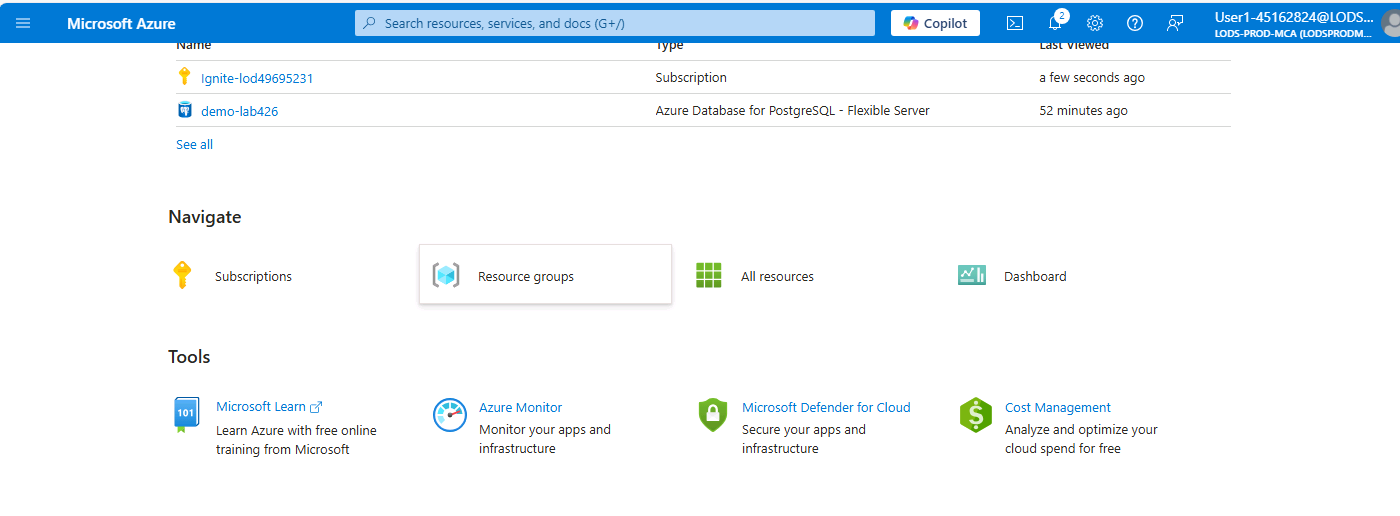 Microsoft Azure
Search resources, services, and docs (G+/)
Copilot
2
User1-45162824@LODS...
LODS-PROD-MCA (LODSPRODM...
Name Type Last Viewed
Ignite-lod49695231 Subscription a few seconds ago
demo-lab426 Azure Database for PostgreSQL - Flexible Server 52 minutes ago
See all
Navigate
Subscriptions
Resource groups
All resources
Dashboard
Tools
101
Microsoft Learn
Learn Azure with free online
training from Microsoft
Azure Monitor
Monitor your apps and
infrastructure
Microsoft Defender for Cloud
Secure your apps and
infrastructure
Cost Management
Analyze and optimize your
cloud spend for free